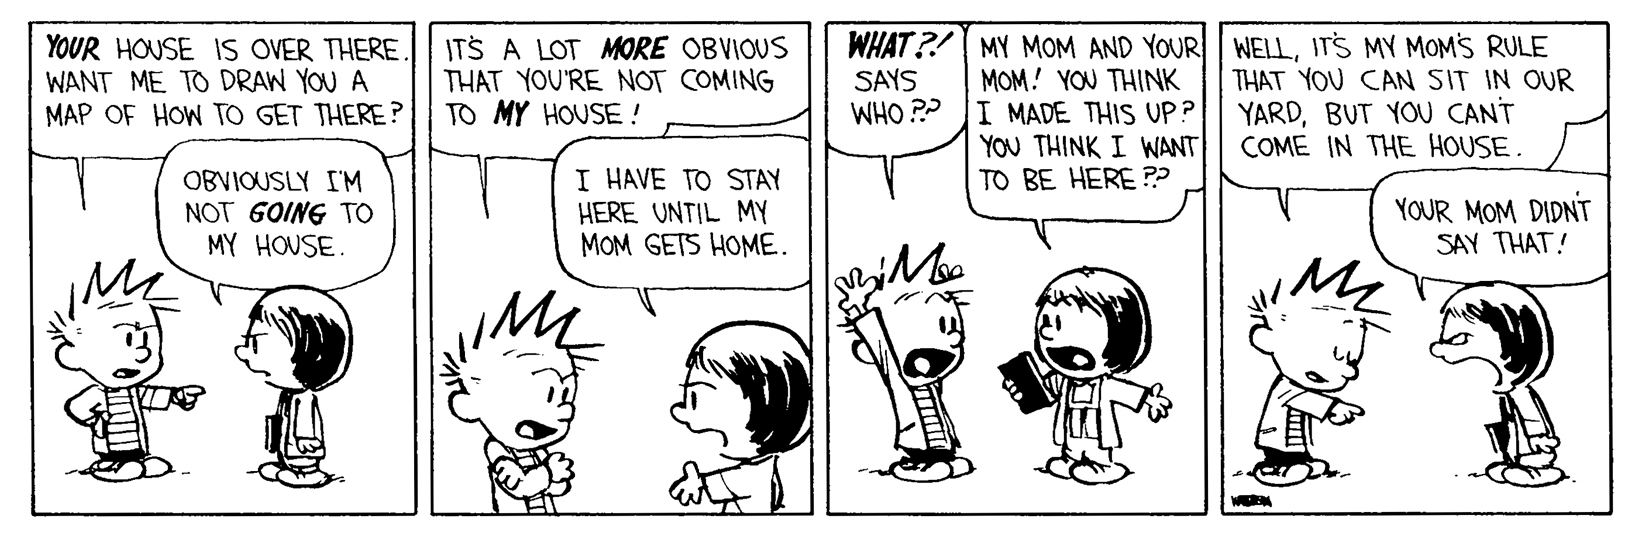 YOUR HOUSE IS OVER THERE.
WANT ME TO DRAW YOU A
MAP OF HOW TO GET THERE?
OBVIOUSLY I'M
NOT GOING TO
MY HOUSE.
IT'S A LOT MORE OBVIOUS
THAT YOU'RE NOT COMING
TO MY HOUSE!
I HAVE TO STAY
HERE UNTIL MY
MOM GETS HOME.
WHAT?!
SAYS
WHO??
MY MOM AND YOUR
MOM! YOU THINK
I MADE THIS UP?
YOU THINK I WANT
TO BE HERE??
WELL, IT'S MY MOM'S RULE
THAT YOU CAN SIT IN OUR
YARD, BUT YOU CAN'T
COME IN THE HOUSE.
YOUR MOM DIDN'T
SAY THAT!